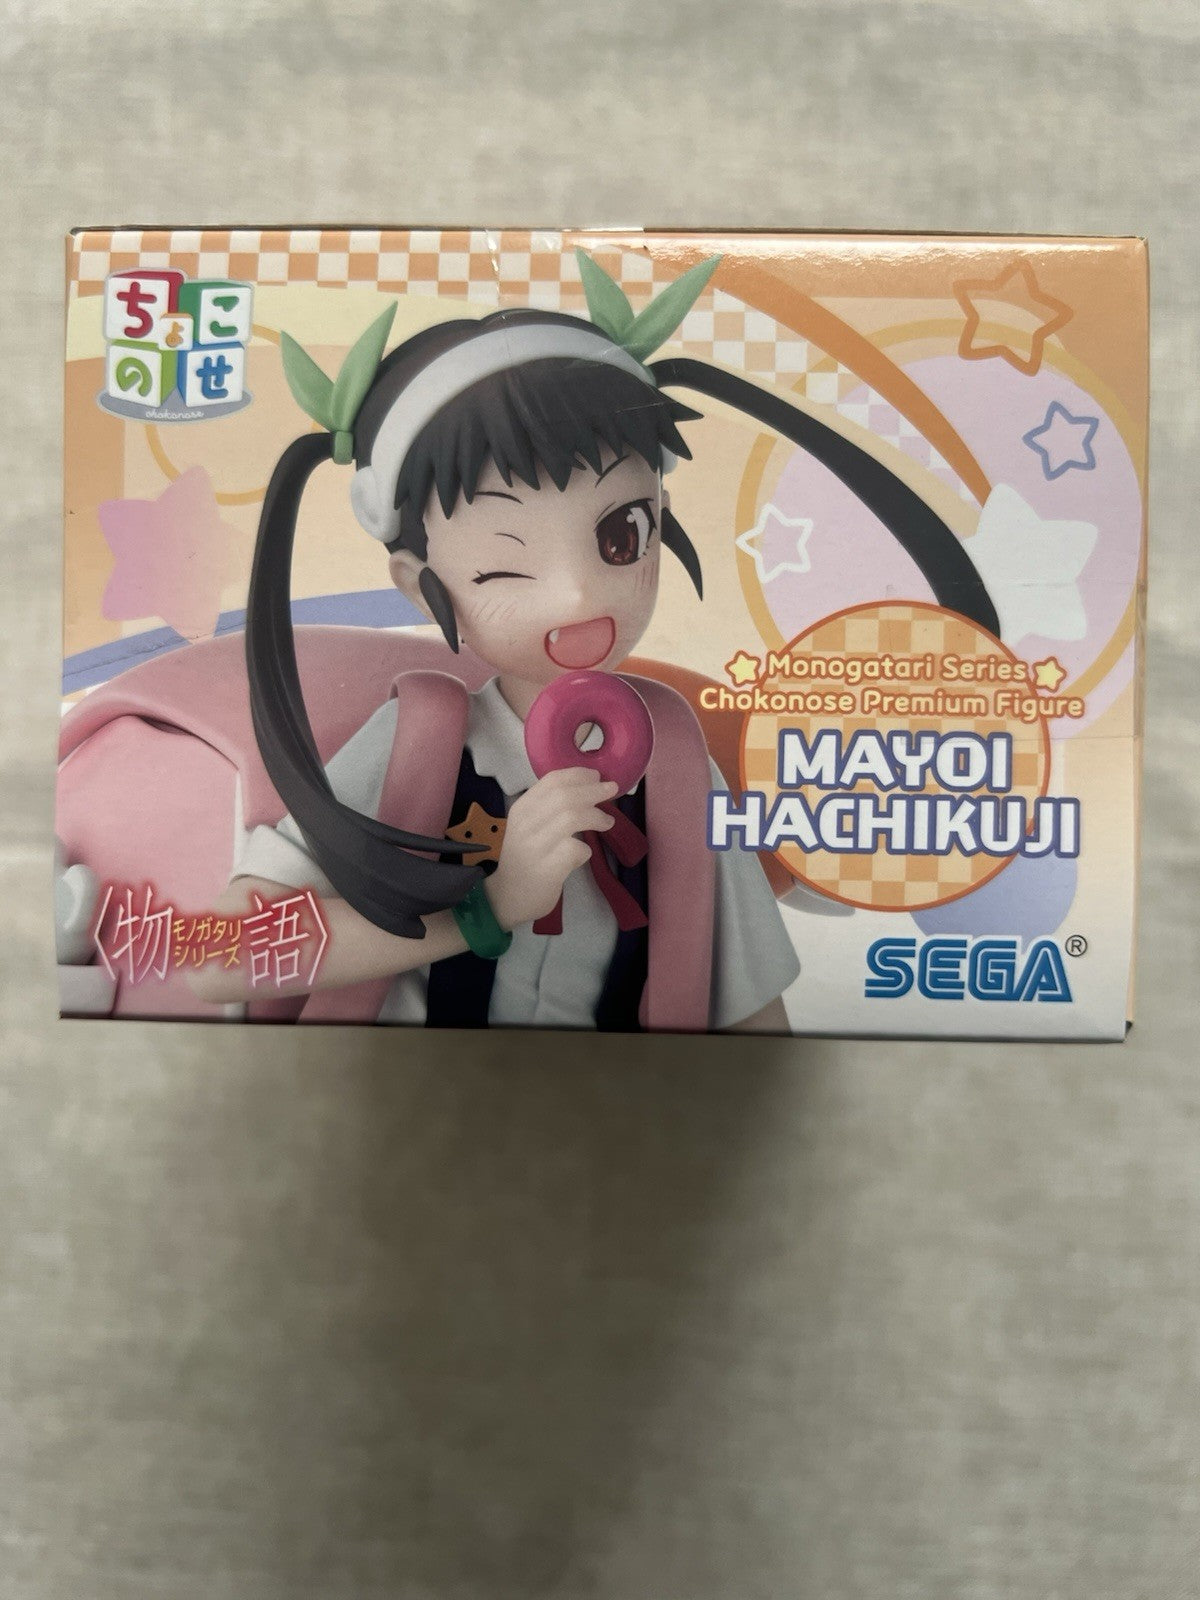 ちょこ
のせ
chokonose
Monogatari Series
Chokonose Premium Figure
MAYOI
HACHIKUJI
〈物語〉
モノガタリ
シリーズ
SEGA®